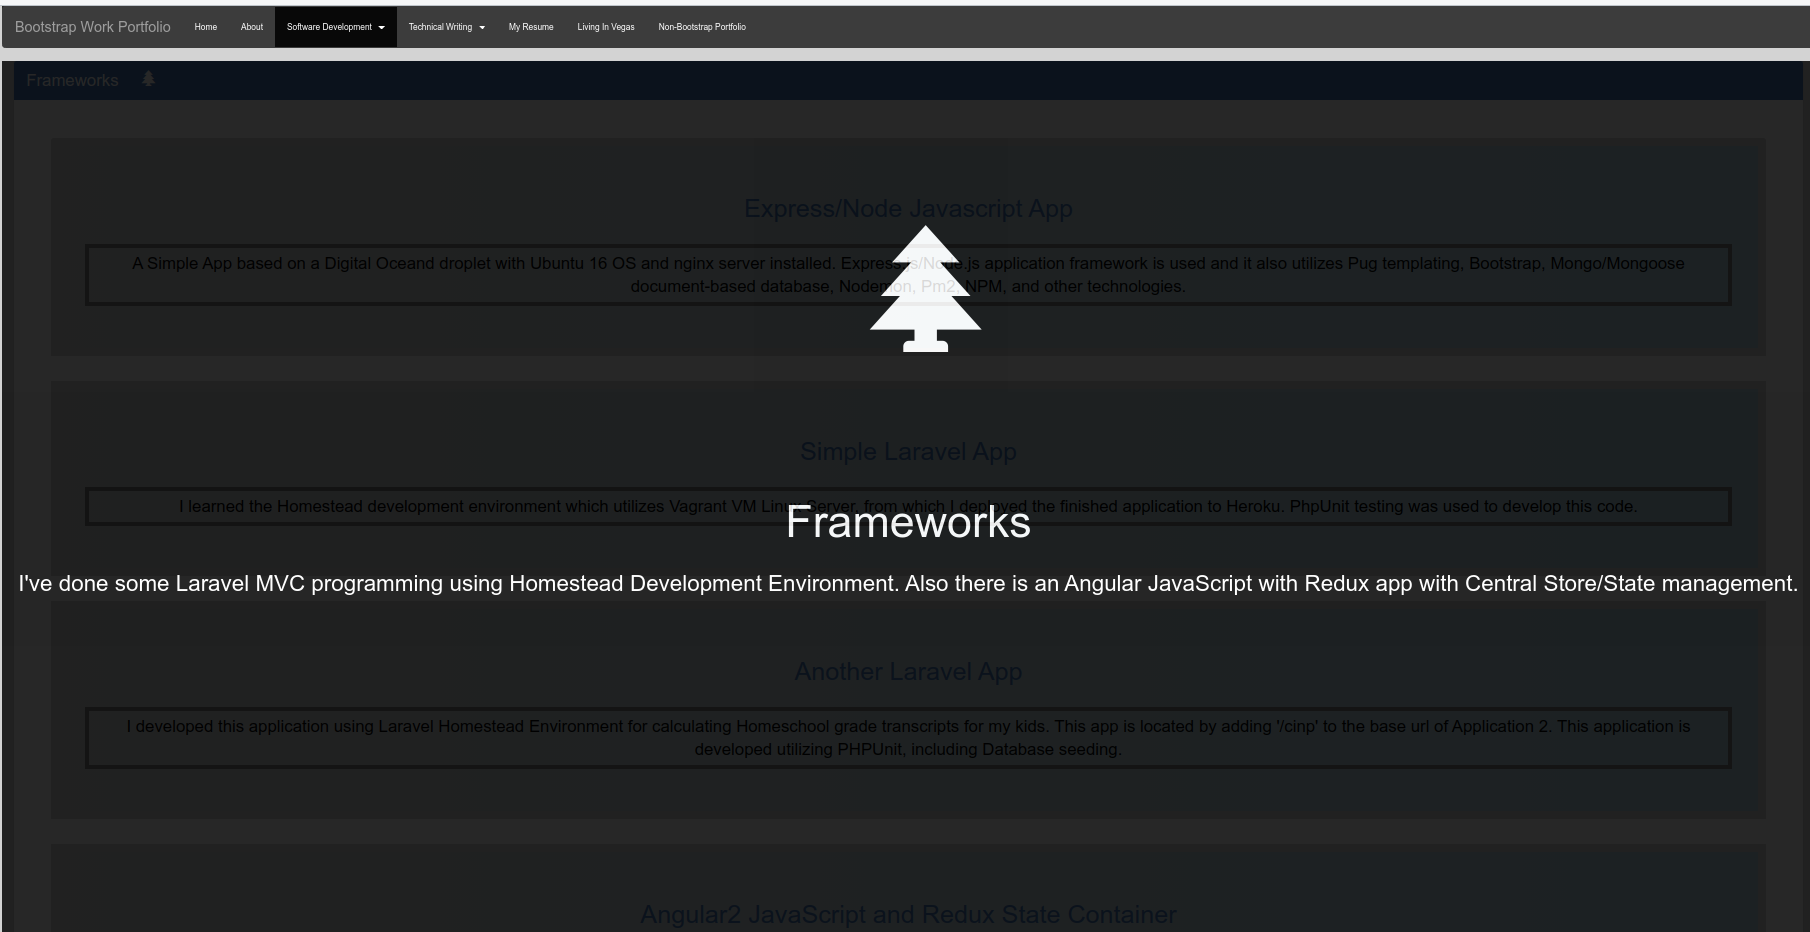 Bootstrap Work Portfolio Home About Software Development Technical Writing My Resume Living In Vegas Non-Bootstrap Portfolio
Frameworks
Express/Node Javascript App
A Simple App based on a Digital Oceand droplet with Ubuntu 16 OS and nginx server installed. Express.js/Node.js application framework is used and it also utilizes Pug templating, Bootstrap, Mongo/Mongoose
document-based database, Nodemon, Pm2, NPM, and other technologies.
Simple Laravel App
I learned the Homestead development environment which utilizes Vagrant VM Linux Server, from which I deployed the finished application to Heroku. PhpUnit testing was used to develop this code.
Frameworks
I've done some Laravel MVC programming using Homestead Development Environment. Also there is an Angular JavaScript with Redux app with Central Store/State management.
Another Laravel App
I developed this application using Laravel Homestead Environment for calculating Homeschool grade transcripts for my kids. This app is located by adding '/cinp' to the base url of Application 2. This application is
developed utilizing PHPUnit, including Database seeding.
Angular2 JavaScript and Redux State Container